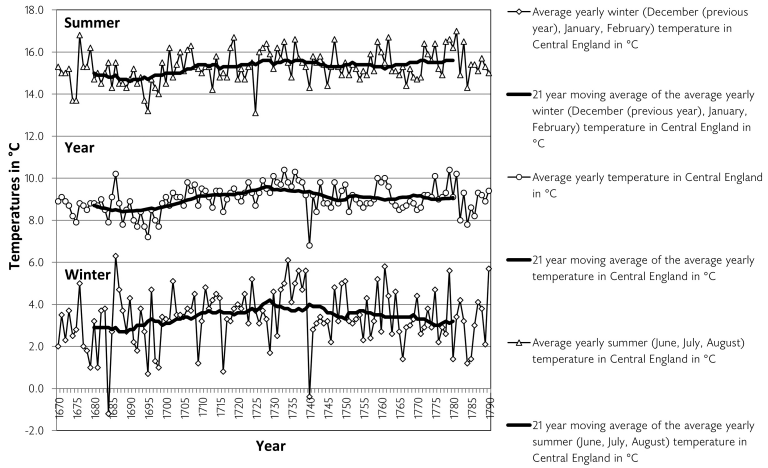 Summer
18.0
16.0
14.0
12.0
Year
10.0
8.0
6.0
Winter
4.0
2.0
0.0
-2.0
Temperatures in °C
1670
1675
1680
1685
1690
1695
1700
1705
1710
1715
1720
1725
1730
1735
1740
1745
1750
1755
1760
1765
1770
1775
1780
1785
1790
Year
Average yearly winter (December (previous
year), January, February) temperature in
Central England in °C
21 year moving average of the average yearly
winter (December (previous year), January,
February) temperature in Central England in
°C
Average yearly temperature in Central England
in °C
21 year moving average of the average yearly
temperature in Central England in °C
Average yearly summer (June, July, August)
temperature in Central England in °C
21 year moving average of the average yearly
summer (June, July, August) temperature in
Central England in °C